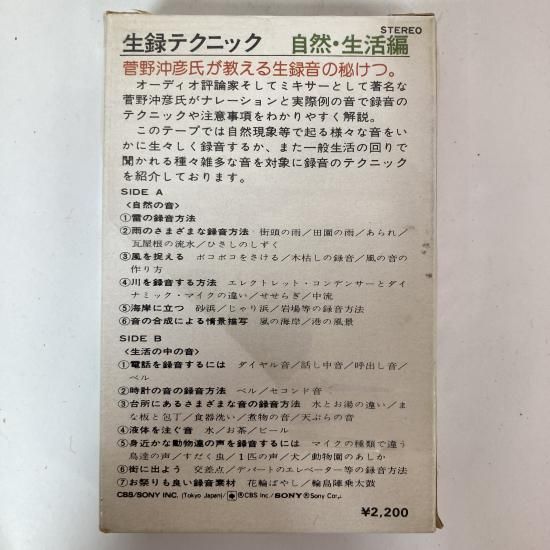 STEREO
生録テクニック 自然・生活編
菅野沖彦氏が教える生録音の秘けつ。
オーディオ評論家そしてミキサーとして著名な
菅野沖彦氏がナレーションと実際例の音で録音の
テクニックや注意事項をわかりやすく解説。
このテープでは自然現象等で起る様々な音をい
かに生々しく録音するか、また一般生活の回りで
聞かれる種々雑多な音を対象に録音のテクニック
を紹介しております。
SIDE A
〈自然の音〉
①雷の録音方法
②雨のさまざまな録音方法 街頭の雨/田園の雨/あられ/
瓦屋根の流水/ひさしのしずく
③風を捉える ボコボコをさける/木枯しの録音/風の音の
作り方
④川を録音する方法 エレクトレット・コンデンサーとダイ
ナミック・マイクの違い/せせらぎ/中流
⑤海岸に立つ 砂浜/じゃり浜/岩場等の録音方法
⑥音の合成による情景描写 嵐の海岸/港の風景
SIDE B
〈生活の中の音〉
①電話を録音するには ダイヤル音/話し中音/呼出し音/
ベル
②時計の音の録音方法 ベル/セコンド音
③台所にあるさまざまな音の録音方法 水とお湯の違い/ま
な板と包丁/食器洗い/煮物の音/天ぷらの音
④液体を注ぐ音 水/お茶/ビール
⑤身近かな動物達の声を録音するには マイクの種類で違う
鳥達の声/すだく虫/1匹の声/犬/動物園のあしか
⑥街に出よう 交差点/デパートのエレベーター等の録音方法
⑦お祭りも良い録音素材 花輪ばやし/輪島陣乗太鼓
CBS/SONY INC. (Tokyo Japan)/ ®CBS Inc./SONY ®Sony Corp.
¥2,200